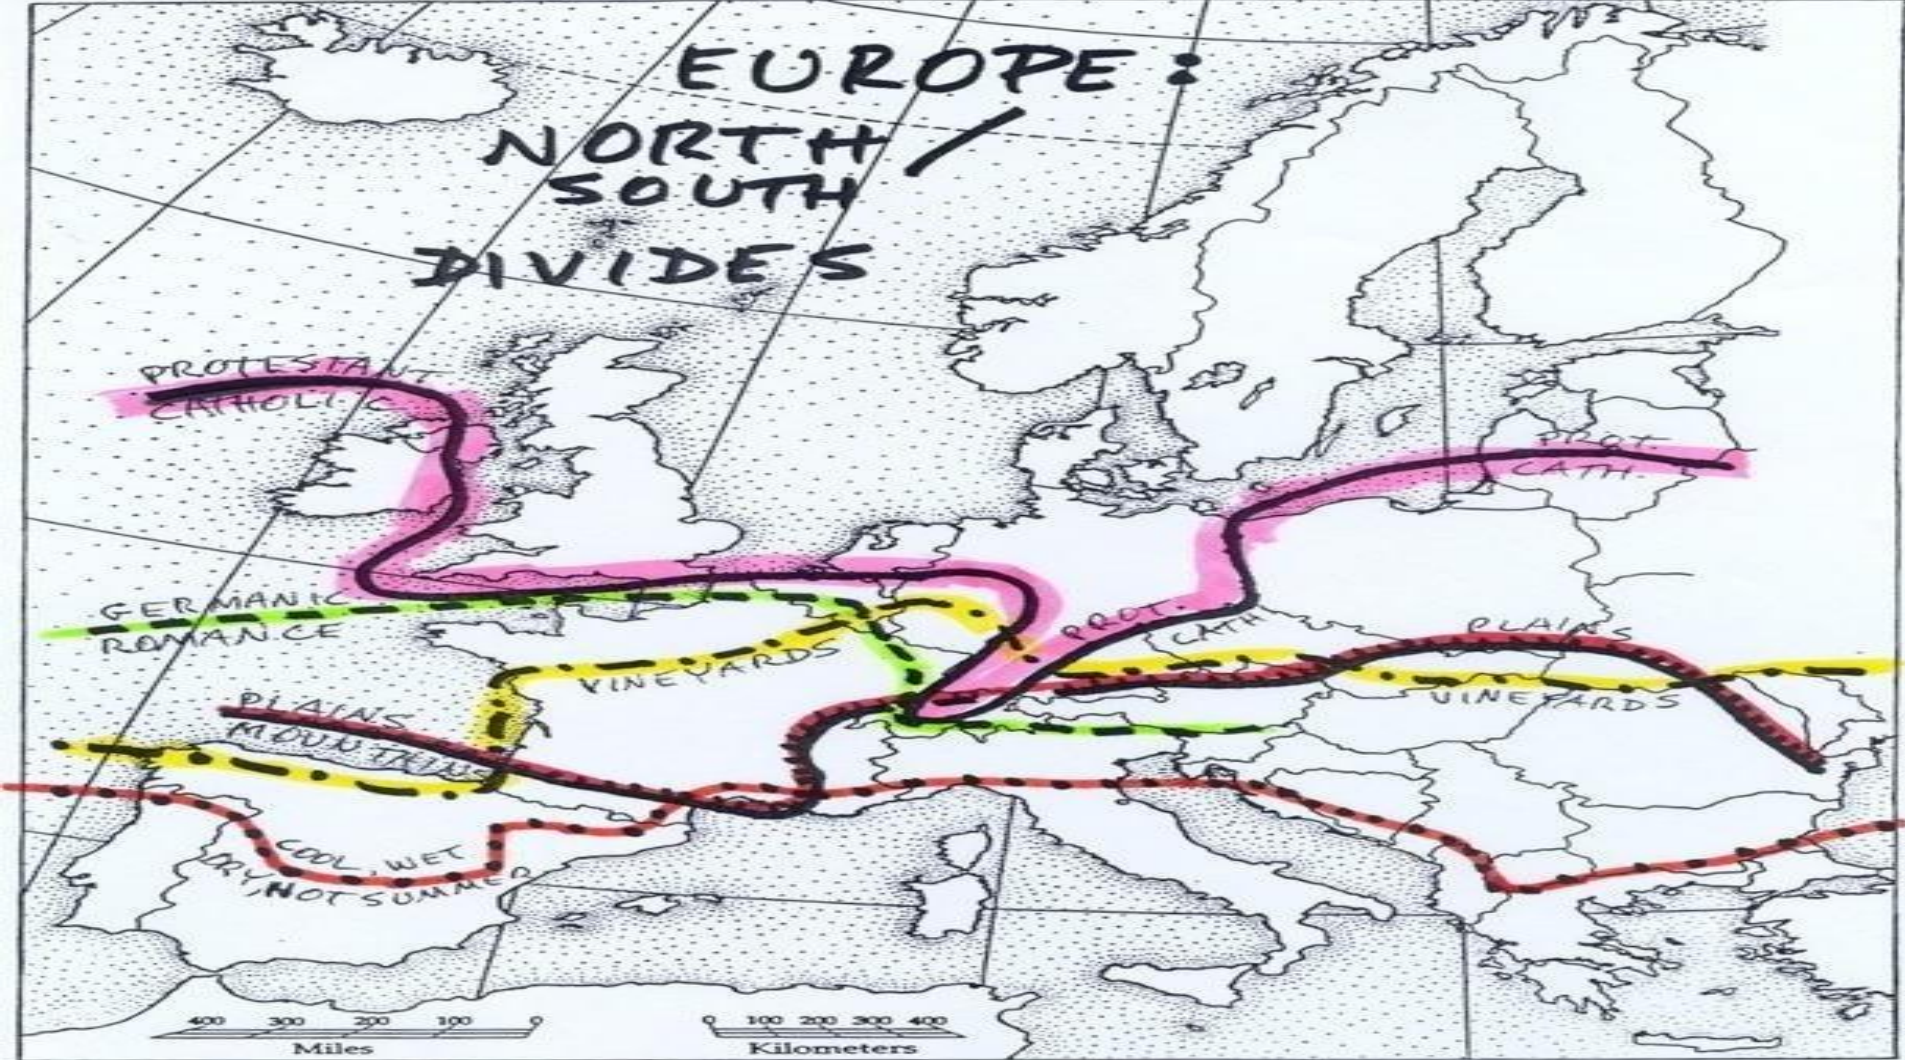 EUROPE:
NORTH/
SOUTH
DIVIDES
PROTESTANT
CATHOLIC
PROT
CATH
GERMANIC
ROMANCE
PROT.
CATH
PLAINS
VINEYARDS
VINEYARDS
PLAINS
MOUNTAIN
COOL, WET
DRY, HOT SUMMER
400 300 200 100 0
Miles
0 100 200 300 400
Kilometers